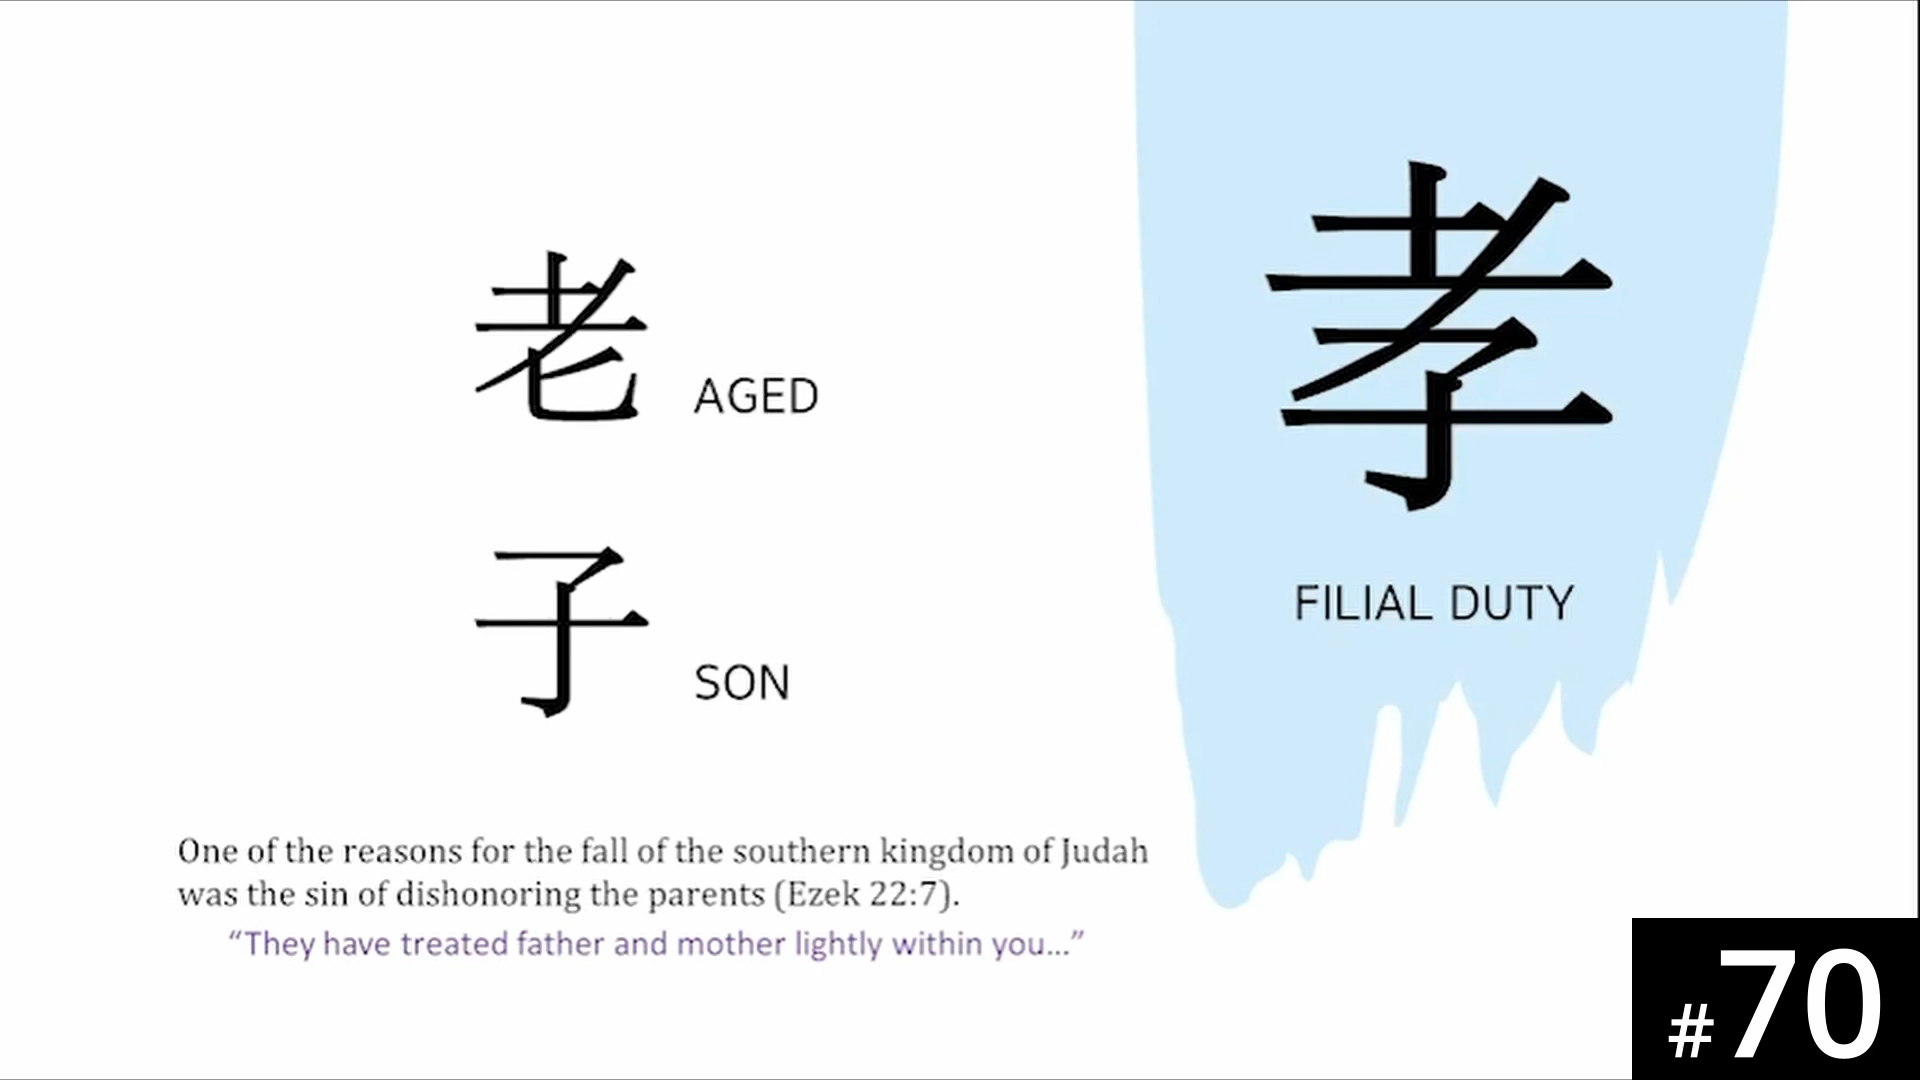 老 AGED
子 SON
孝
FILIAL DUTY
One of the reasons for the fall of the southern kingdom of Judah
was the sin of dishonoring the parents (Ezek 22:7).
“They have treated father and mother lightly within you...”
#70